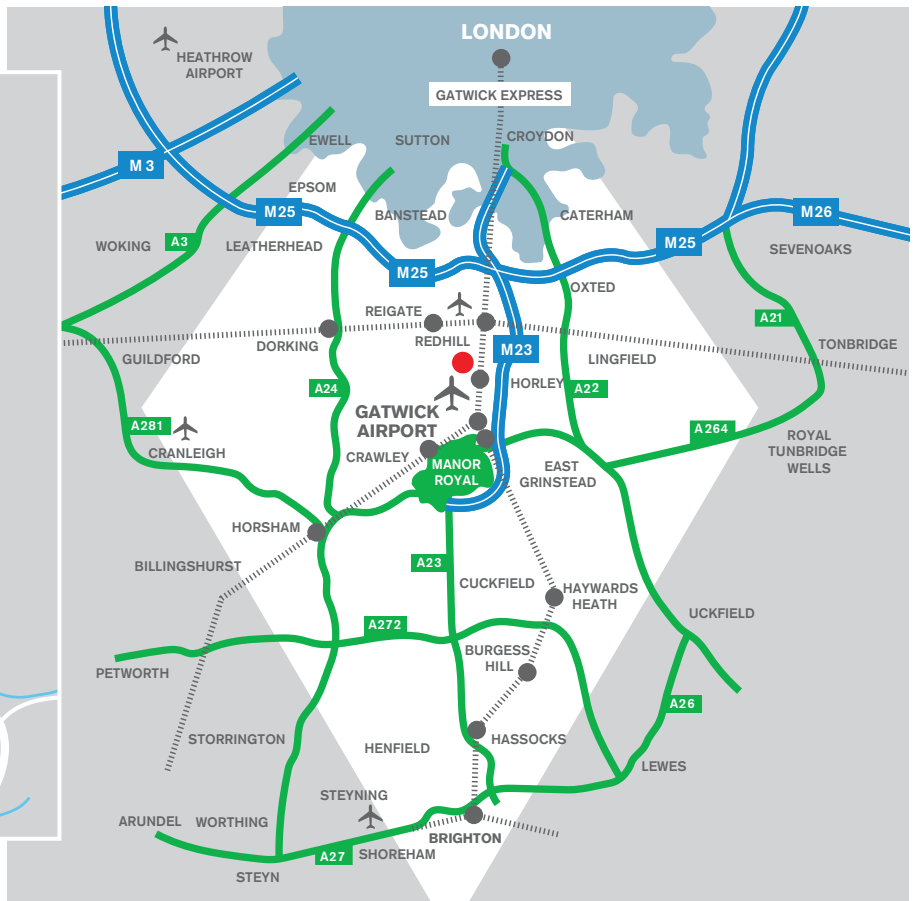 LONDON
HEATHROW
AIRPORT
GATWICK EXPRESS
EWELL
SUTTON
CROYDON
M 3
EPSOM
M25
BANSTEAD
CATERHAM
M26
WOKING
A3
LEATHERHEAD
M25
SEVENOAKS
M25
OXTED
REIGATE
A21
DORKING
REDHILL
M23
TONBRIDGE
GUILDFORD
LINGFIELD
A24
HORLEY
A22
GATWICK
AIRPORT
A281
A264
CRANLEIGH
CRAWLEY
MANOR
ROYAL
EAST
GRINSTEAD
ROYAL
TUNBRIDGE
WELLS
HORSHAM
BILLINGSHURST
A23
CUCKFIELD
HAYWARDS
HEATH
UCKFIELD
A272
BURGESS
HILL
PETWORTH
A26
STORRINGTON
HENFIELD
HASSOCKS
LEWES
STEYNING
ARUNDEL
WORTHING
BRIGHTON
A27
SHOREHAM
STEYN